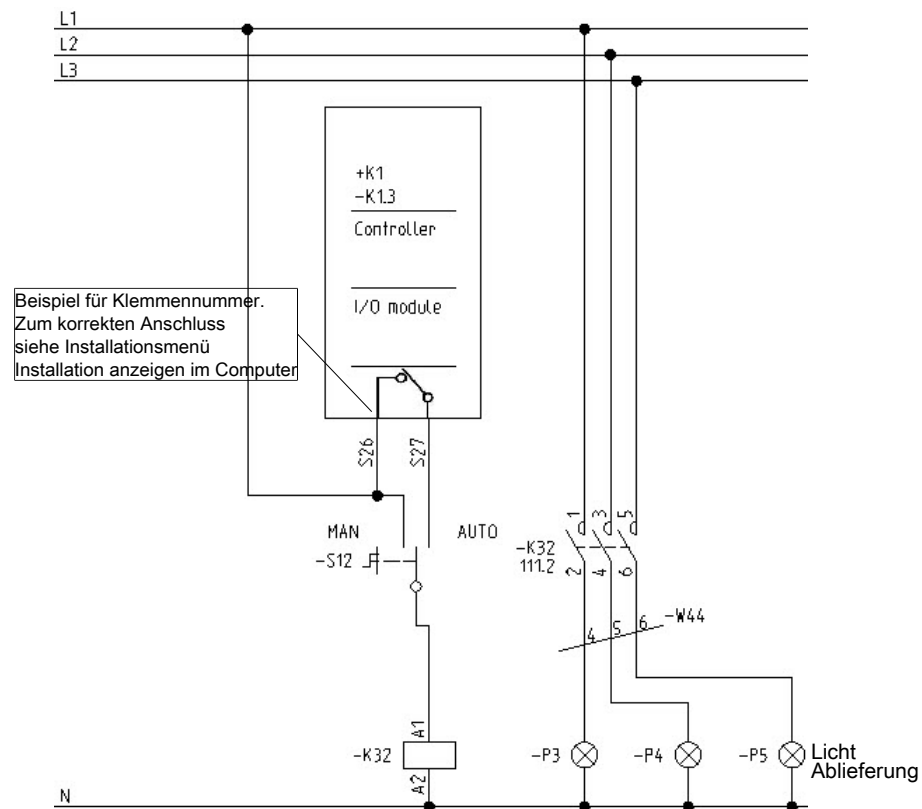 L1
L2
L3
+K1
-K1.3
Controller
I/O module
Beispiel für Klemmennummer.
Zum korrekten Anschluss
siehe Installationsmenü
Installation anzeigen im Computer
S26
S27
MAN
AUTO
-S12
1
3
5
-K32
111.2
2
4
6
4
5
6
-W44
A1
-K32
A2
-P3
-P4
-P5
Licht
Ablieferung
N